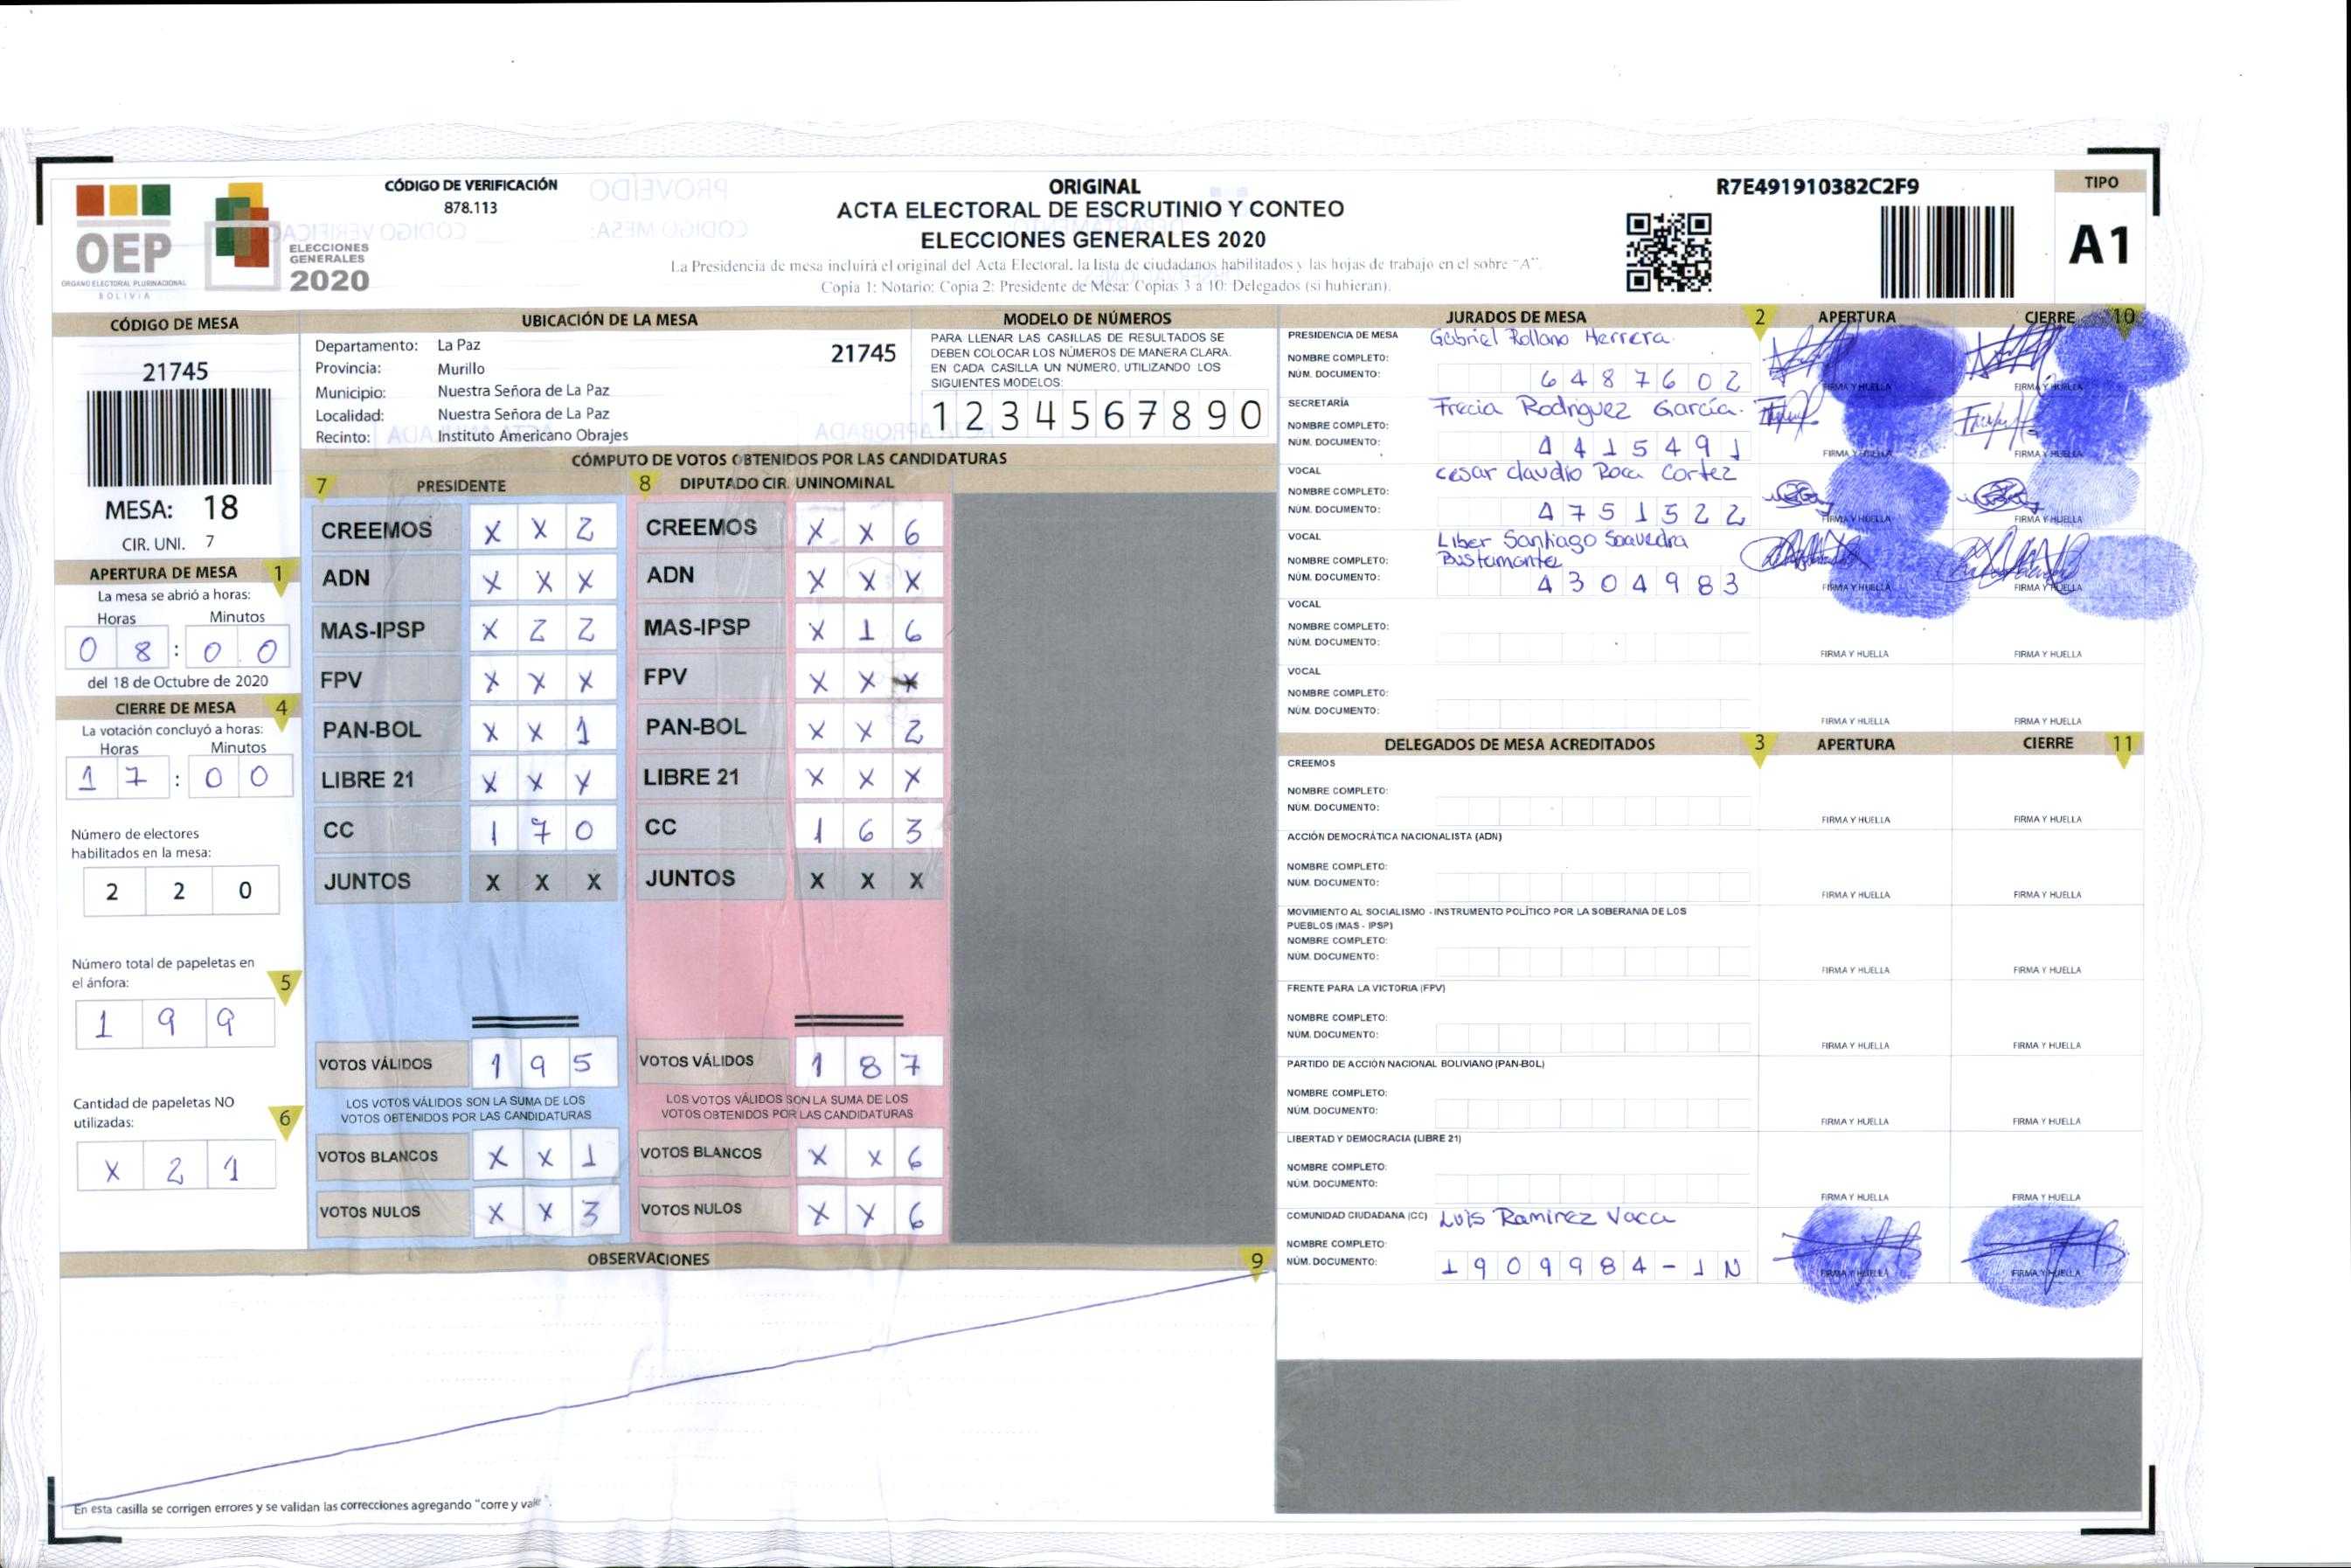 CÓDIGO DE VERIFICACIÓN
878.113
OEP
ORGANO ELECTORAL PLURINACIONAL
BOLIVIA
ELECCIONES
GENERALES
2020
ORIGINAL
ACTA ELECTORAL DE ESCRUTINIO Y CONTEO
ELECCIONES GENERALES 2020
La Presidencia de mesa incluirá el original del Acta Electoral, la lista de ciudadanos habilitados y las hojas de trabajo en el sobre "A".
Copia 1: Notario; Copia 2: Presidente de Mesa; Copias 3 a 10: Delegados (si hubieran).
R7E491910382C2F9
TIPO
A1
CÓDIGO DE MESA
21745
MESA: 18
CIR. UNI. 7
APERTURA DE MESA 1
La mesa se abrió a horas:
Horas Minutos
0 8 : 0 0
del 18 de Octubre de 2020
CIERRE DE MESA 4
La votación concluyó a horas:
Horas Minutos
1 7 : 0 0
Número de electores
habilitados en la mesa:
2 2 0
Número total de papeletas en
el ánfora: 5
1 9 9
Cantidad de papeletas NO
utilizadas: 6
X 2 1
UBICACIÓN DE LA MESA
Departamento: La Paz 21745
Provincia: Murillo
Municipio: Nuestra Señora de La Paz
Localidad: Nuestra Señora de La Paz
Recinto: Instituto Americano Obrajes
MODELO DE NÚMEROS
PARA LLENAR LAS CASILLAS DE RESULTADOS SE
DEBEN COLOCAR LOS NÚMEROS DE MANERA CLARA.
EN CADA CASILLA UN NÚMERO, UTILIZANDO LOS
SIGUIENTES MODELOS:
1 2 3 4 5 6 7 8 9 0
CÓMPUTO DE VOTOS OBTENIDOS POR LAS CANDIDATURAS
7 PRESIDENTE
CREEMOS X X 2
ADN X X X
MAS-IPSP X 2 2
FPV X X X
PAN-BOL X X 1
LIBRE 21 X X X
CC 1 7 0
JUNTOS X X X
VOTOS VÁLIDOS 1 9 5
LOS VOTOS VÁLIDOS SON LA SUMA DE LOS
VOTOS OBTENIDOS POR LAS CANDIDATURAS
VOTOS BLANCOS X X 1
VOTOS NULOS X X 3
8 DIPUTADO CIR. UNINOMINAL
CREEMOS X X 6
ADN X X X
MAS-IPSP X 1 6
FPV X X X
PAN-BOL X X 2
LIBRE 21 X X X
CC 1 6 3
JUNTOS X X X
VOTOS VÁLIDOS 1 8 7
LOS VOTOS VÁLIDOS SON LA SUMA DE LOS
VOTOS OBTENIDOS POR LAS CANDIDATURAS
VOTOS BLANCOS X X 6
VOTOS NULOS X X 6
OBSERVACIONES 9
En esta casilla se corrigen errores y se validan las correcciones agregando "corre y vale".
JURADOS DE MESA 2 APERTURA CIERRE 10
PRESIDENCIA DE MESA Gabriel Rollano Herrera
NOMBRE COMPLETO:
NÚM. DOCUMENTO: 6 4 8 7 6 0 2
FIRMA Y HUELLA FIRMA Y HUELLA
SECRETARÍA Frecia Rodriguez García.
NOMBRE COMPLETO:
NÚM. DOCUMENTO: 4 4 1 5 4 9 1
FIRMA Y HUELLA FIRMA Y HUELLA
VOCAL Cesar Claudio Roca Cortez
NOMBRE COMPLETO:
NÚM. DOCUMENTO: 4 7 5 1 5 2 2
FIRMA Y HUELLA FIRMA Y HUELLA
VOCAL Liber Santiago Saavedra
NOMBRE COMPLETO: Bustamante
NÚM. DOCUMENTO: 4 3 0 4 9 8 3
FIRMA Y HUELLA FIRMA Y HUELLA
VOCAL
NOMBRE COMPLETO:
NÚM. DOCUMENTO:
FIRMA Y HUELLA FIRMA Y HUELLA
VOCAL
NOMBRE COMPLETO:
NÚM. DOCUMENTO:
FIRMA Y HUELLA FIRMA Y HUELLA
DELEGADOS DE MESA ACREDITADOS 3 APERTURA CIERRE 11
CREEMOS
NOMBRE COMPLETO:
NÚM. DOCUMENTO:
FIRMA Y HUELLA FIRMA Y HUELLA
ACCIÓN DEMOCRÁTICA NACIONALISTA (ADN)
NOMBRE COMPLETO:
NÚM. DOCUMENTO:
FIRMA Y HUELLA FIRMA Y HUELLA
MOVIMIENTO AL SOCIALISMO - INSTRUMENTO POLÍTICO POR LA SOBERANIA DE LOS
PUEBLOS (MAS - IPSP)
NOMBRE COMPLETO:
NÚM. DOCUMENTO:
FIRMA Y HUELLA FIRMA Y HUELLA
FRENTE PARA LA VICTORIA (FPV)
NOMBRE COMPLETO:
NÚM. DOCUMENTO:
FIRMA Y HUELLA FIRMA Y HUELLA
PARTIDO DE ACCIÓN NACIONAL BOLIVIANO (PAN-BOL)
NOMBRE COMPLETO:
NÚM. DOCUMENTO:
FIRMA Y HUELLA FIRMA Y HUELLA
LIBERTAD Y DEMOCRACIA (LIBRE 21)
NOMBRE COMPLETO:
NÚM. DOCUMENTO:
FIRMA Y HUELLA FIRMA Y HUELLA
COMUNIDAD CIUDADANA (CC) Luis Ramirez Vaca
NOMBRE COMPLETO:
NÚM. DOCUMENTO: 1 9 0 9 9 8 4 - 1 N
FIRMA Y HUELLA FIRMA Y HUELLA